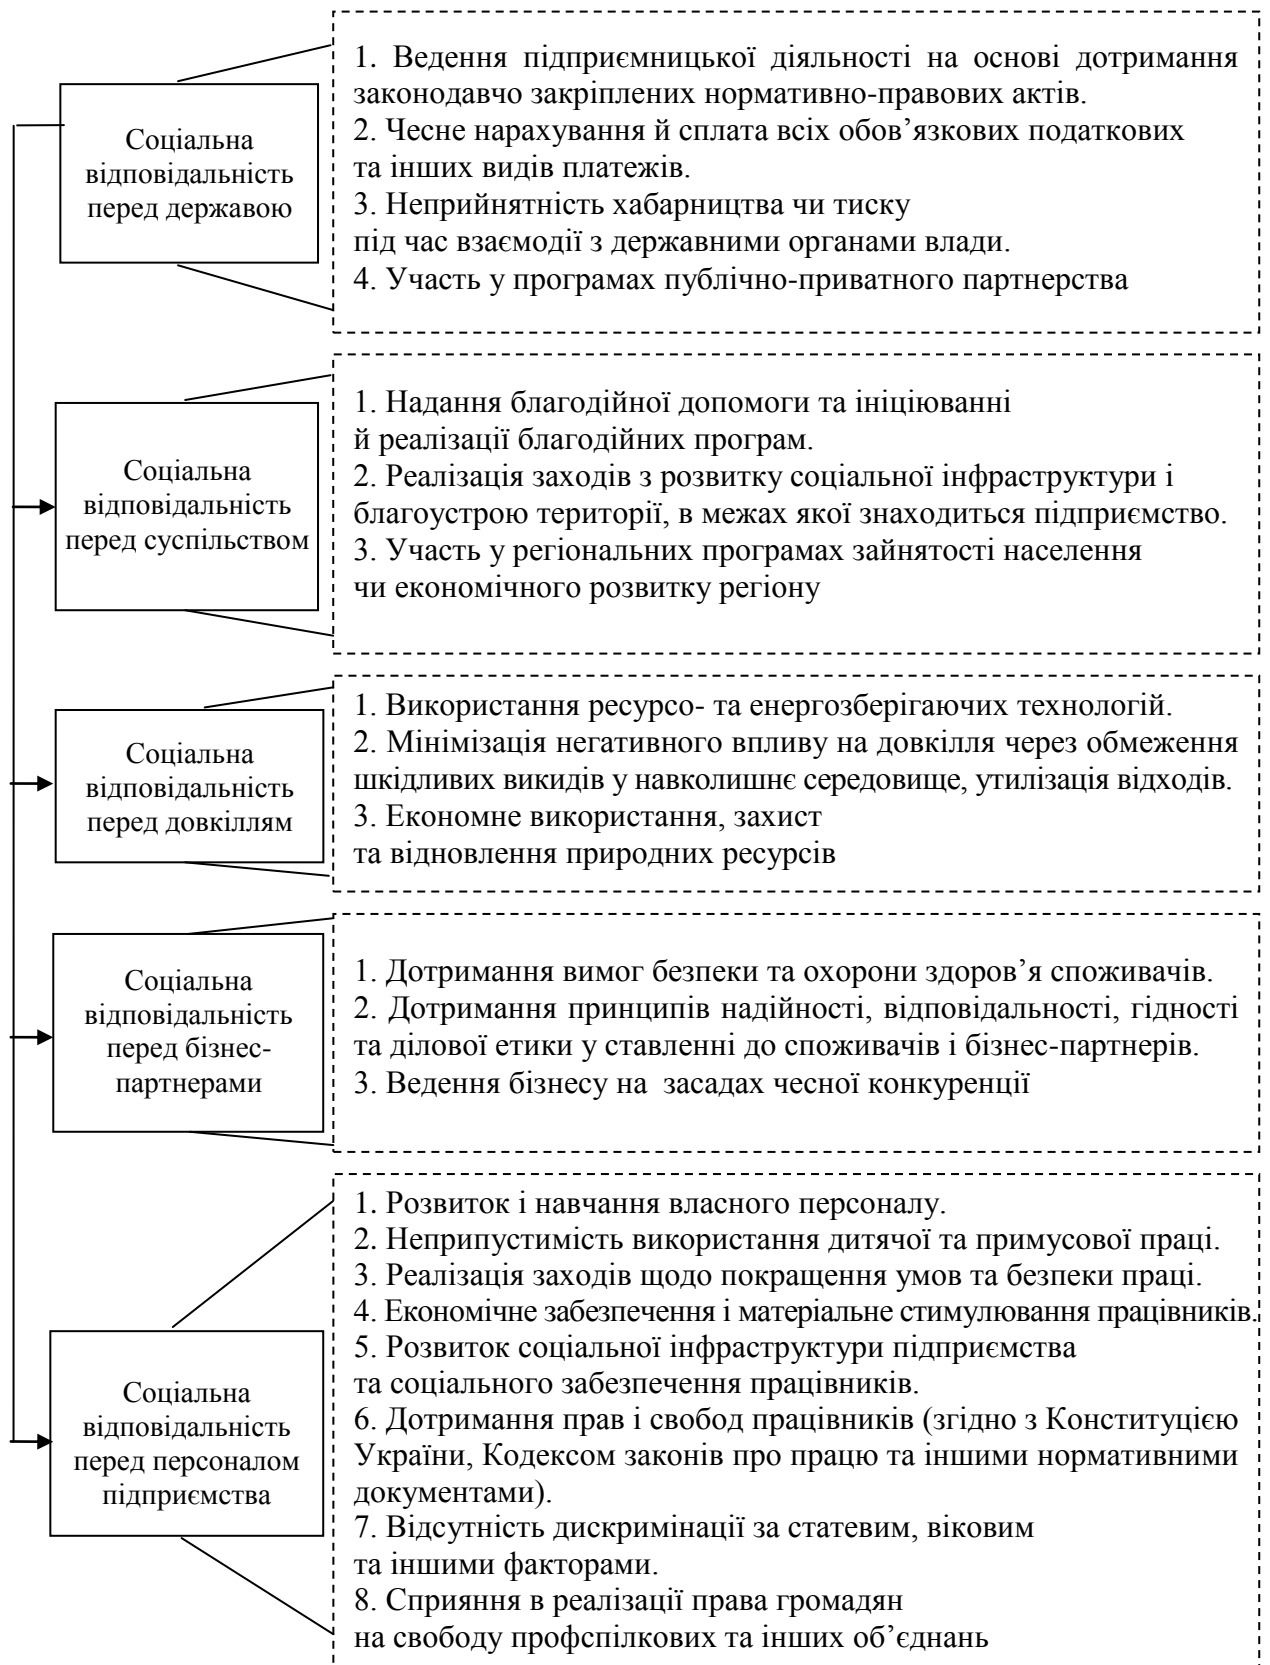 Соціальна
відповідальність
перед державою
1. Ведення підприємницької діяльності на основі дотримання
законодавчо закріплених нормативно-правових актів.
2. Чесне нарахування й сплата всіх обов’язкових податкових
та інших видів платежів.
3. Неприйнятність хабарництва чи тиску
під час взаємодії з державними органами влади.
4. Участь у програмах публічно-приватного партнерства
Соціальна
відповідальність
перед суспільством
1. Надання благодійної допомоги та ініціюванні
й реалізації благодійних програм.
2. Реалізація заходів з розвитку соціальної інфраструктури і
благоустрою території, в межах якої знаходиться підприємство.
3. Участь у регіональних програмах зайнятості населення
чи економічного розвитку регіону
Соціальна
відповідальність
перед довкіллям
1. Використання ресурсо- та енергозберігаючих технологій.
2. Мінімізація негативного впливу на довкілля через обмеження
шкідливих викидів у навколишнє середовище, утилізація відходів.
3. Економне використання, захист
та відновлення природних ресурсів
Соціальна
відповідальність
перед бізнес-
партнерами
1. Дотримання вимог безпеки та охорони здоров’я споживачів.
2. Дотримання принципів надійності, відповідальності, гідності
та ділової етики у ставленні до споживачів і бізнес-партнерів.
3. Ведення бізнесу на засадах чесної конкуренції
Соціальна
відповідальність
перед персоналом
підприємства
1. Розвиток і навчання власного персоналу.
2. Неприпустимість використання дитячої та примусової праці.
3. Реалізація заходів щодо покращення умов та безпеки праці.
4. Економічне забезпечення і матеріальне стимулювання працівників.
5. Розвиток соціальної інфраструктури підприємства
та соціального забезпечення працівників.
6. Дотримання прав і свобод працівників (згідно з Конституцією
України, Кодексом законів про працю та іншими нормативними
документами).
7. Відсутність дискримінації за статевим, віковим
та іншими факторами.
8. Сприяння в реалізації права громадян
на свободу профспілкових та інших об’єднань